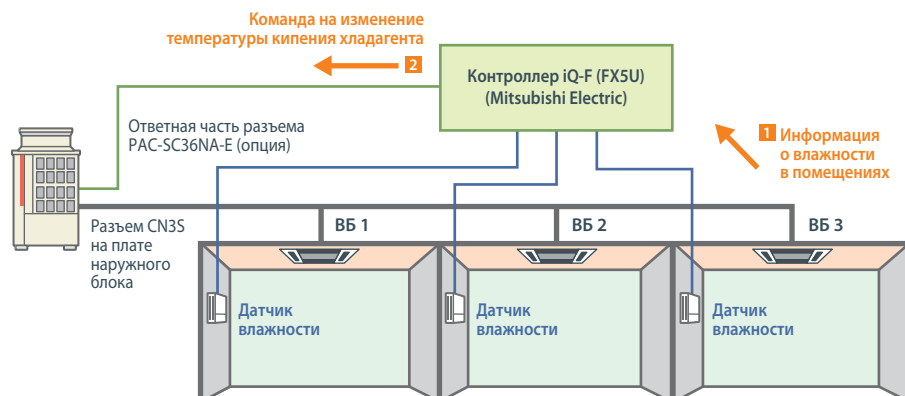 Команда на изменение
температуры кипения хладагента
2
Контроллер iQ-F (FX5U)
(Mitsubishi Electric)
Ответная часть разъема
PAC-SC36NA-E (опция)
1 Информация
о влажности
в помещениях
Разъем CN3S
на плате
наружного
блока
ВБ 1
ВБ 2
ВБ 3
Датчик
влажности
Датчик
влажности
Датчик
влажности